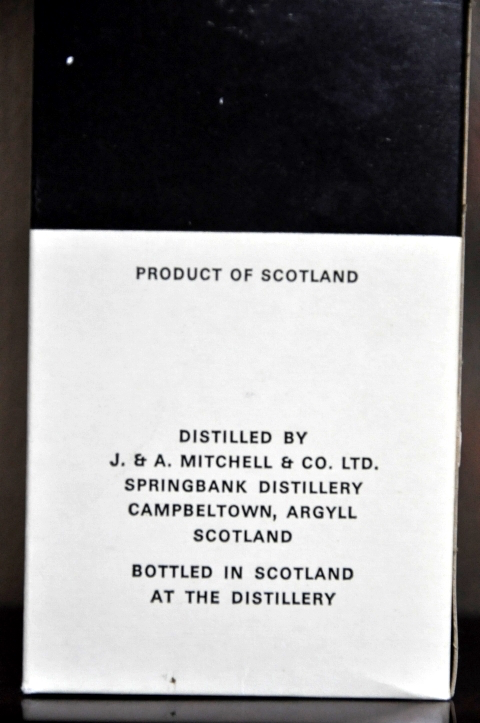 PRODUCT OF SCOTLAND
DISTILLED BY
J. & A. MITCHELL & CO. LTD.
SPRINGBANK DISTILLERY
CAMPBELTOWN, ARGYLL
SCOTLAND
BOTTLED IN SCOTLAND
AT THE DISTILLERY